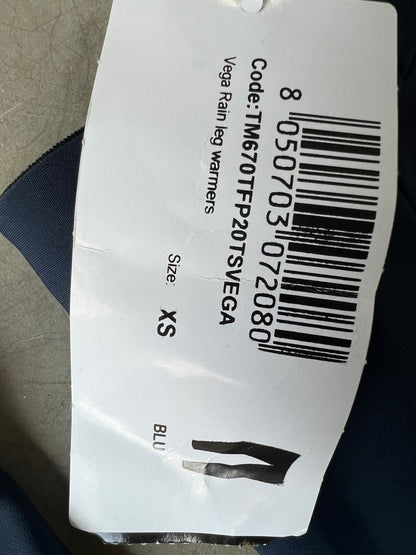 8 050703 072080
Code:TM670TFP20TSVEGA
Vega Rain leg warmers
Size: XS
BLU